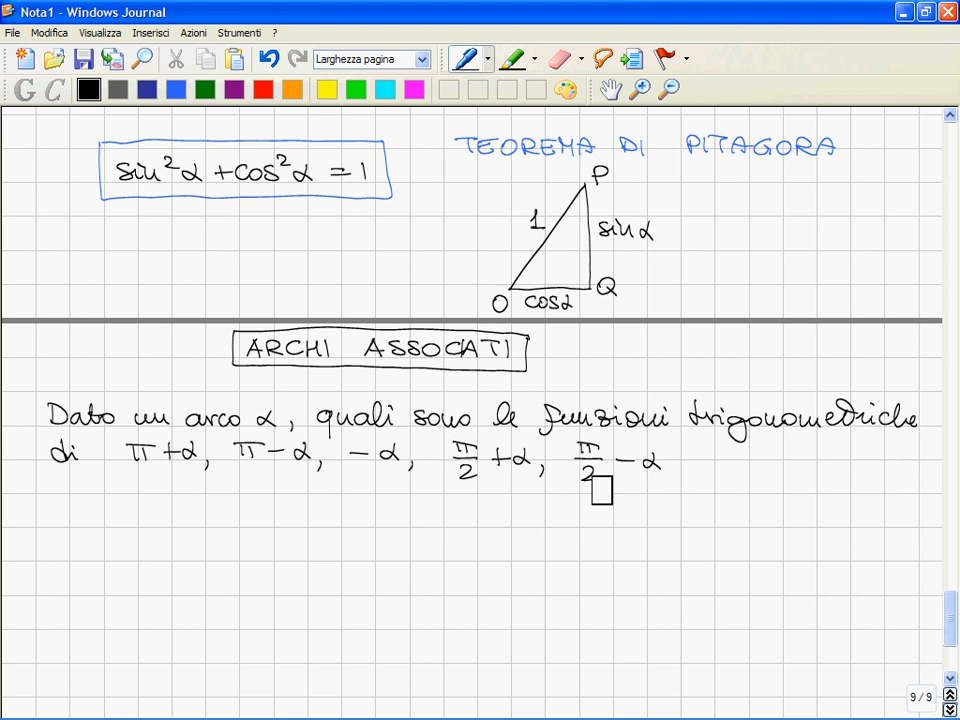 Nota1 - Windows Journal
File Modifica Visualizza Inserisci Azioni Strumenti ?
Larghezza pagina
G C
sin²α + cos²α = 1
TEOREMA DI PITAGORA
P
1
sin α
O
cos α
Q
ARCHI ASSOCATI
Dato un arco α, quali sono le funzioni trigonometriche
di π+α, π-α, -α, π/2 +α, π/2 -α
9 / 9